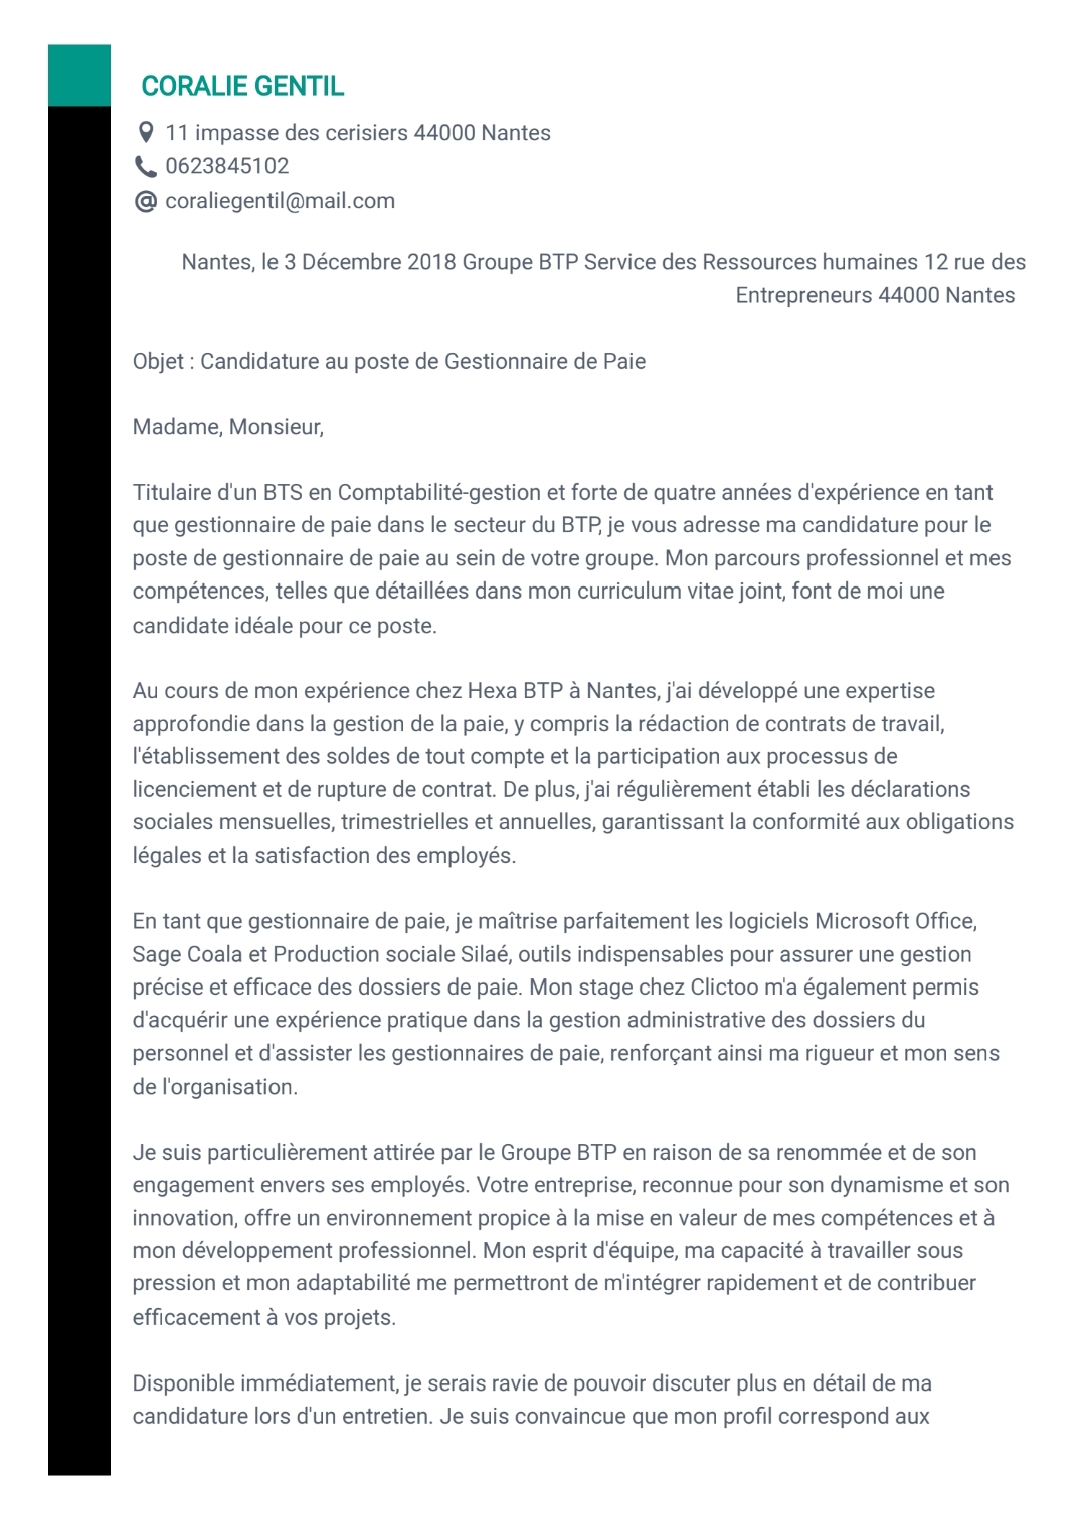 CORALIE GENTIL
11 impasse des cerisiers 44000 Nantes
0623845102
coraliegentil@mail.com
Nantes, le 3 Décembre 2018 Groupe BTP Service des Ressources humaines 12 rue des
Entrepreneurs 44000 Nantes
Objet : Candidature au poste de Gestionnaire de Paie
Madame, Monsieur,
Titulaire d'un BTS en Comptabilité-gestion et forte de quatre années d'expérience en tant
que gestionnaire de paie dans le secteur du BTP, je vous adresse ma candidature pour le
poste de gestionnaire de paie au sein de votre groupe. Mon parcours professionnel et mes
compétences, telles que détaillées dans mon curriculum vitae joint, font de moi une
candidate idéale pour ce poste.
Au cours de mon expérience chez Hexa BTP à Nantes, j'ai développé une expertise
approfondie dans la gestion de la paie, y compris la rédaction de contrats de travail,
l'établissement des soldes de tout compte et la participation aux processus de
licenciement et de rupture de contrat. De plus, j'ai régulièrement établi les déclarations
sociales mensuelles, trimestrielles et annuelles, garantissant la conformité aux obligations
légales et la satisfaction des employés.
En tant que gestionnaire de paie, je maîtrise parfaitement les logiciels Microsoft Office,
Sage Coala et Production sociale Silaé, outils indispensables pour assurer une gestion
précise et efficace des dossiers de paie. Mon stage chez Clictoo m'a également permis
d'acquérir une expérience pratique dans la gestion administrative des dossiers du
personnel et d'assister les gestionnaires de paie, renforçant ainsi ma rigueur et mon sens
de l'organisation.
Je suis particulièrement attirée par le Groupe BTP en raison de sa renommée et de son
engagement envers ses employés. Votre entreprise, reconnue pour son dynamisme et son
innovation, offre un environnement propice à la mise en valeur de mes compétences et à
mon développement professionnel. Mon esprit d'équipe, ma capacité à travailler sous
pression et mon adaptabilité me permettront de m'intégrer rapidement et de contribuer
efficacement à vos projets.
Disponible immédiatement, je serais ravie de pouvoir discuter plus en détail de ma
candidature lors d'un entretien. Je suis convaincue que mon profil correspond aux